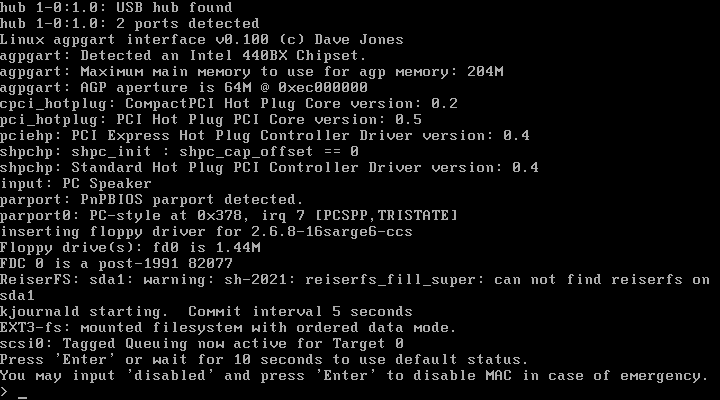 hub 1-0:1.0: USB hub found
hub 1-0:1.0: 2 ports detected
Linux agpgart interface v0.100 (c) Dave Jones
agpgart: Detected an Intel 440BX Chipset.
agpgart: Maximum main memory to use for agp memory: 204M
agpgart: AGP aperture is 64M @ 0xec000000
cpci_hotplug: CompactPCI Hot Plug Core version: 0.2
pci_hotplug: PCI Hot Plug PCI Core version: 0.5
pciehp: PCI Express Hot Plug Controller Driver version: 0.4
shpchp: shpc_init : shpc_cap_offset == 0
shpchp: Standard Hot Plug PCI Controller Driver version: 0.4
input: PC Speaker
parport: PnPBIOS parport detected.
parport0: PC-style at 0x378, irq 7 [PCSPP,TRISTATE]
inserting floppy driver for 2.6.8-16sarge6-ccs
Floppy drive(s): fd0 is 1.44M
FDC 0 is a post-1991 82077
ReiserFS: sda1: warning: sh-2021: reiserfs_fill_super: can not find reiserfs on
sda1
kjournald starting.  Commit interval 5 seconds
EXT3-fs: mounted filesystem with ordered data mode.
scsi0: Tagged Queuing now active for Target 0
Press 'Enter' or wait for 10 seconds to use default status.
You may input 'disabled' and press 'Enter' to disable MAC in case of emergency.
> _